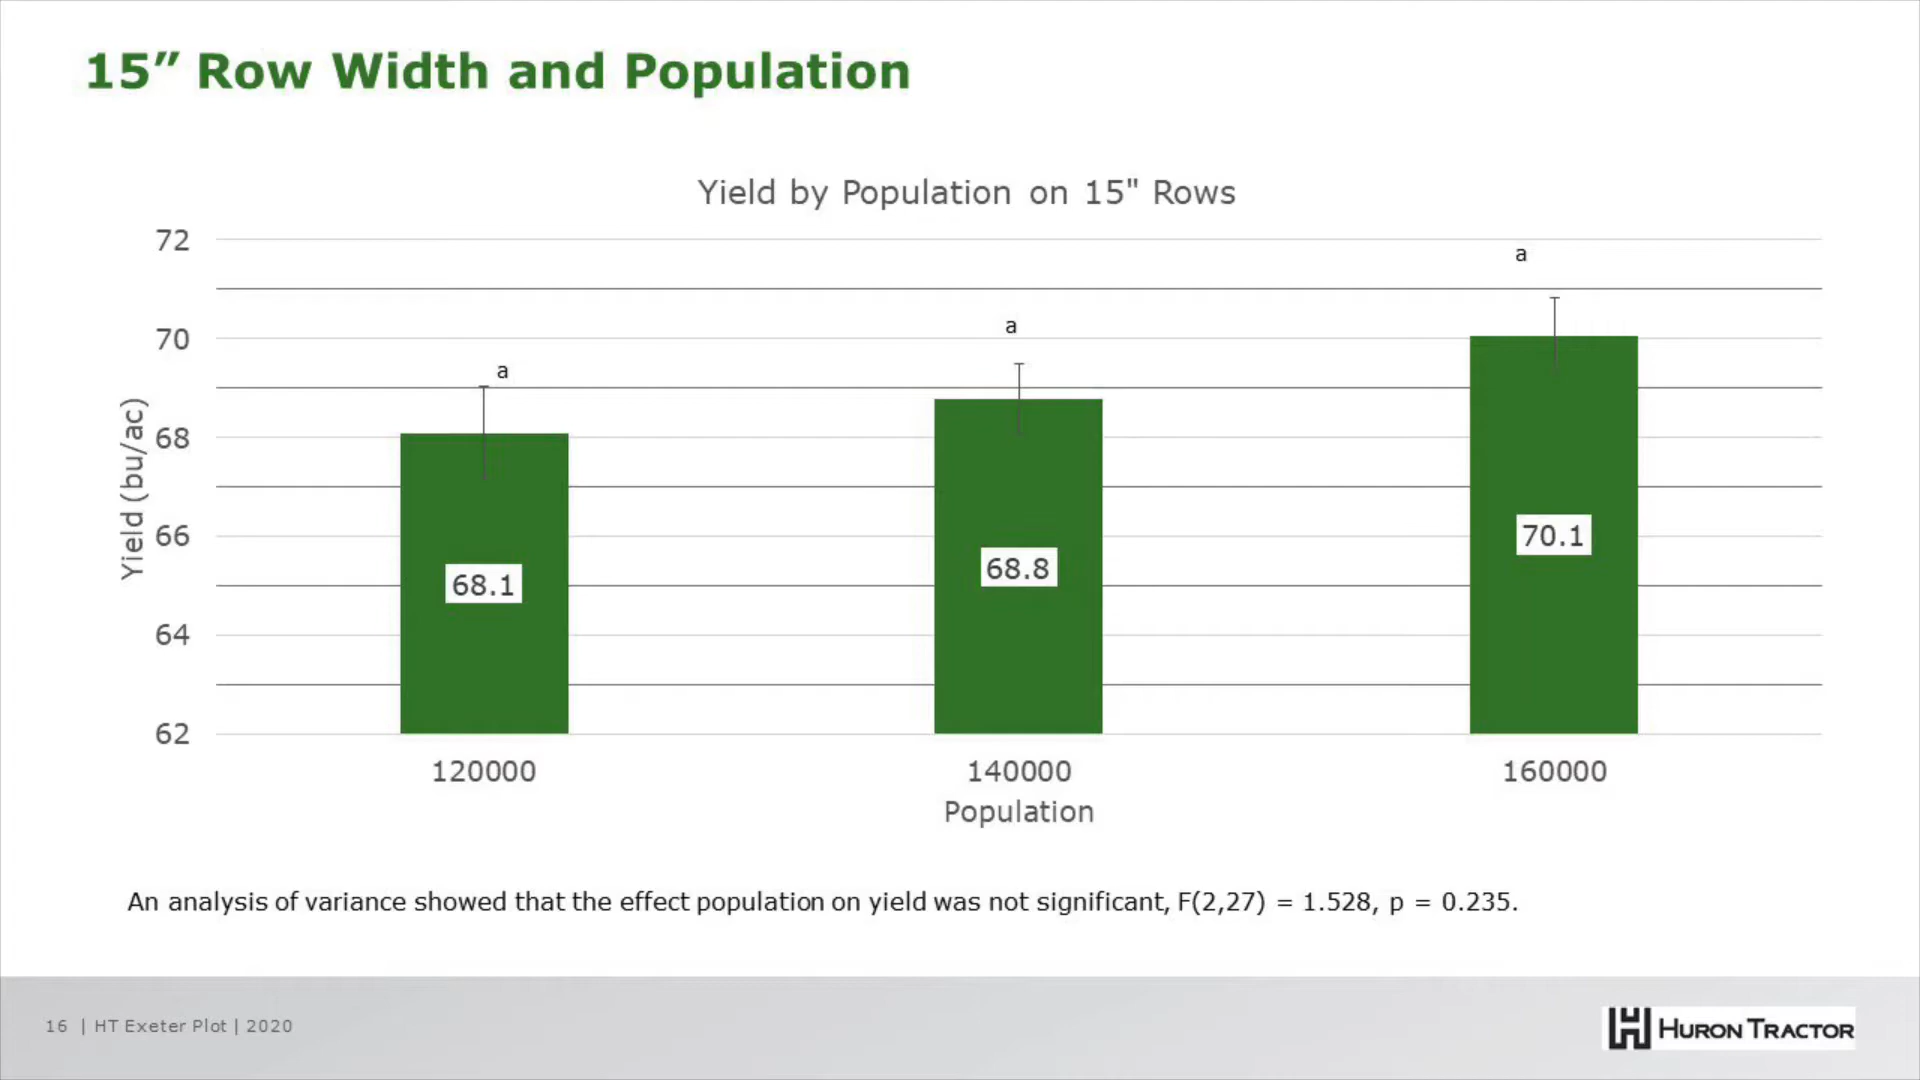 15” Row Width and Population
Yield by Population on 15" Rows
72
70
68
66
64
62
Yield (bu/ac)
a
a
a
68.1
68.8
70.1
120000
140000
160000
Population
An analysis of variance showed that the effect population on yield was not significant, F(2,27) = 1.528, p = 0.235.
16 | HT Exeter Plot | 2020
HURON TRACTOR